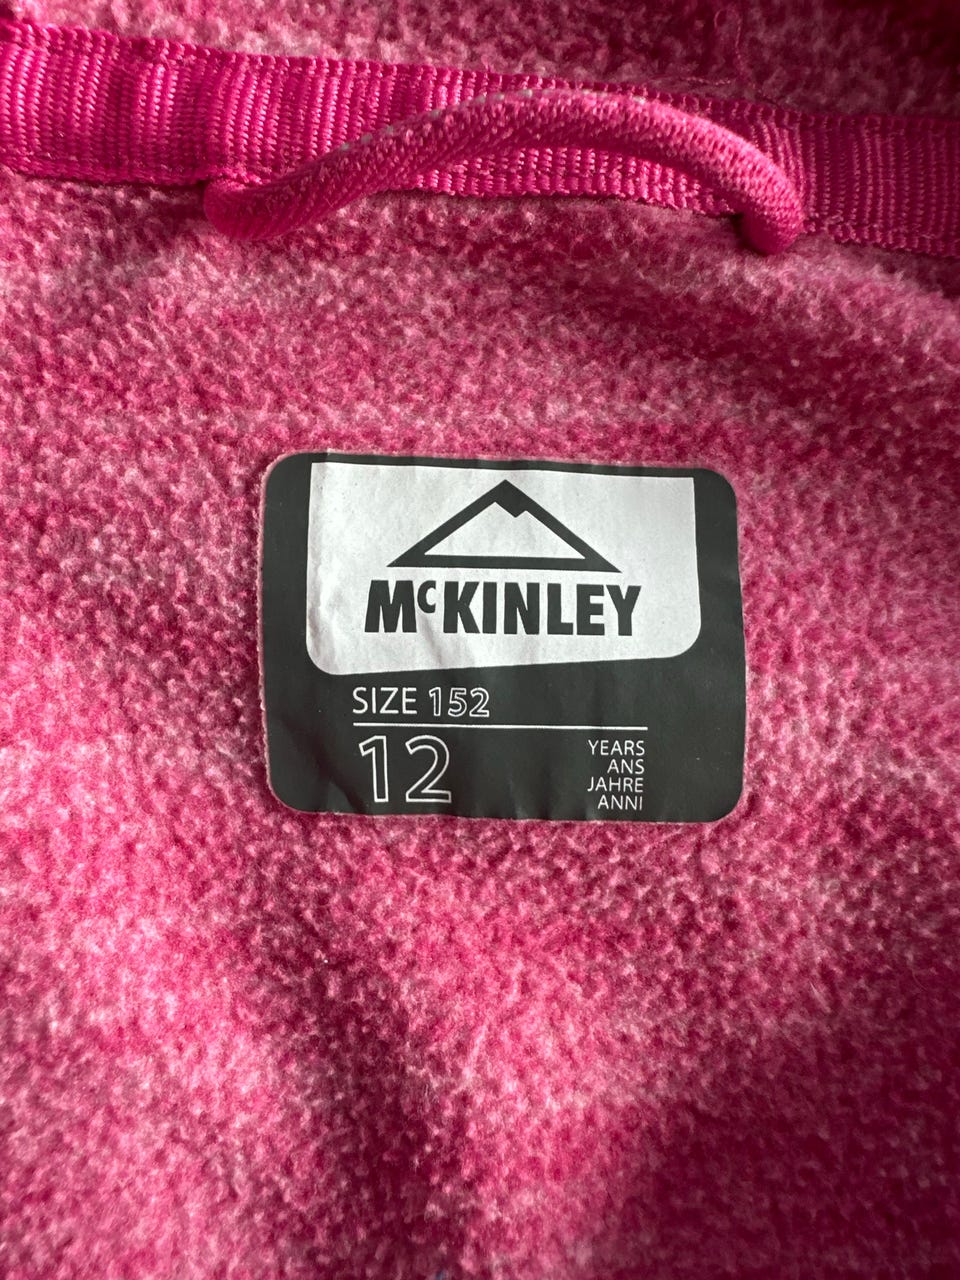 McKINLEY
SIZE 152
12
YEARS
ANS
JAHRE
ANNI